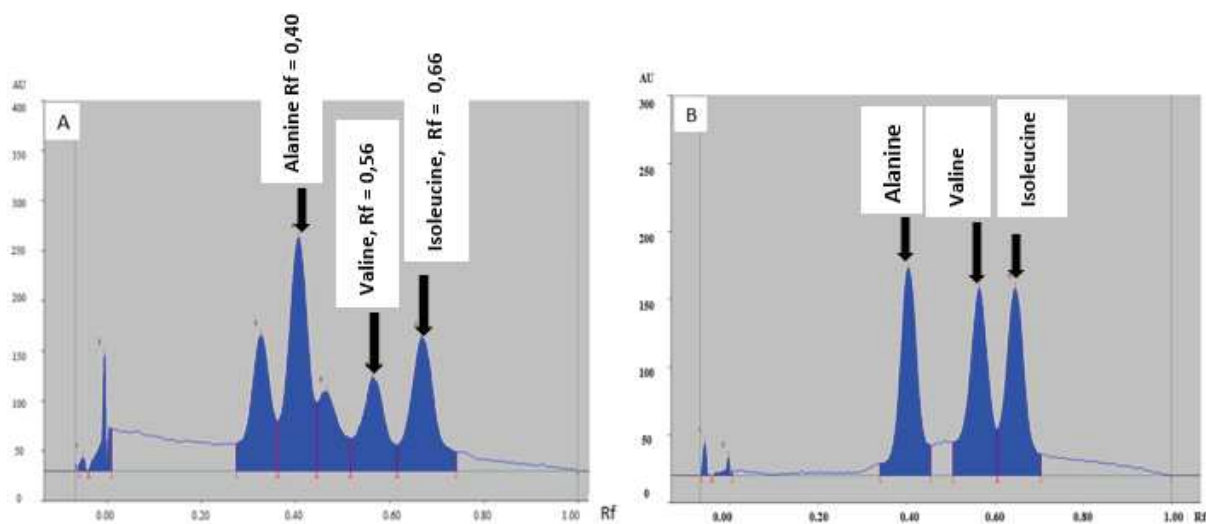 AU
400
350
300
250
200
150
100
50
0
A
Alanine Rf = 0,40
Valine, Rf = 0,56
Isoleucine, Rf = 0,66
0.00 0.20 0.40 0.60 0.80 1.00 Rf
AU
300
250
200
150
100
50
0
B
Alanine
Valine
Isoleucine
0.00 0.20 0.40 0.60 0.80 1.00 Rf